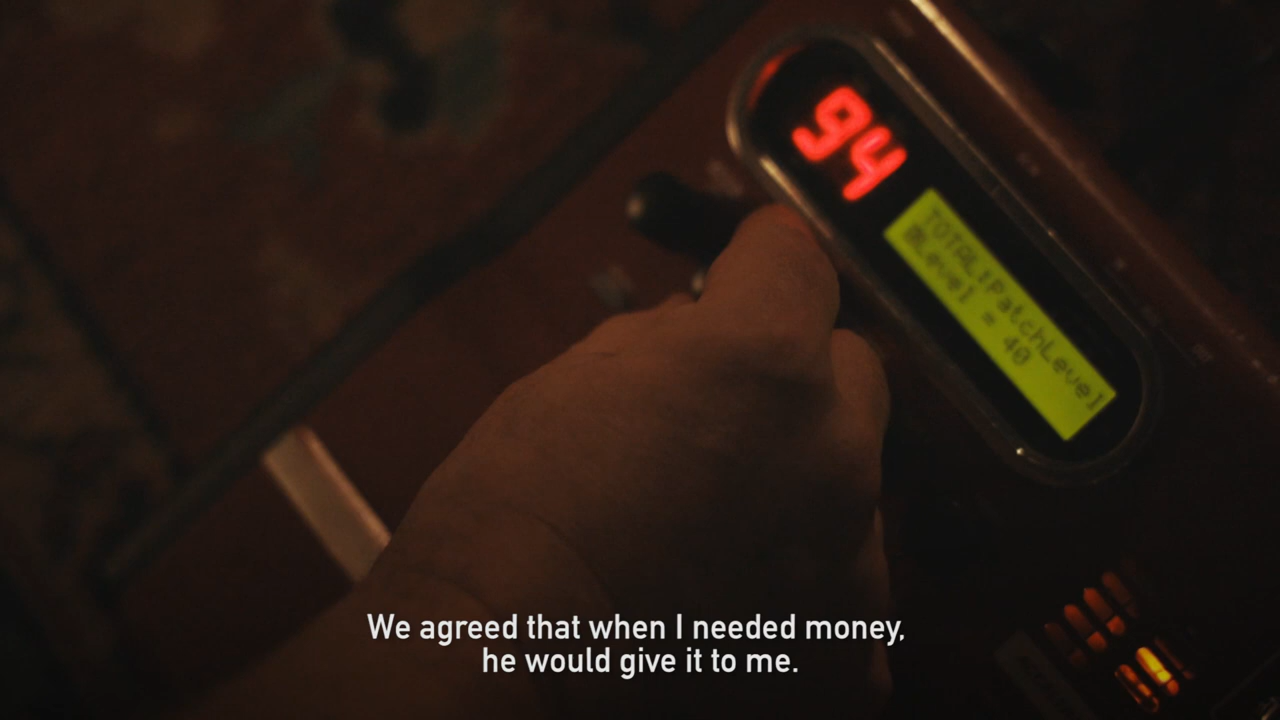 94
TOTAL:PatchLevel
@Level = 40
We agreed that when I needed money,
he would give it to me.